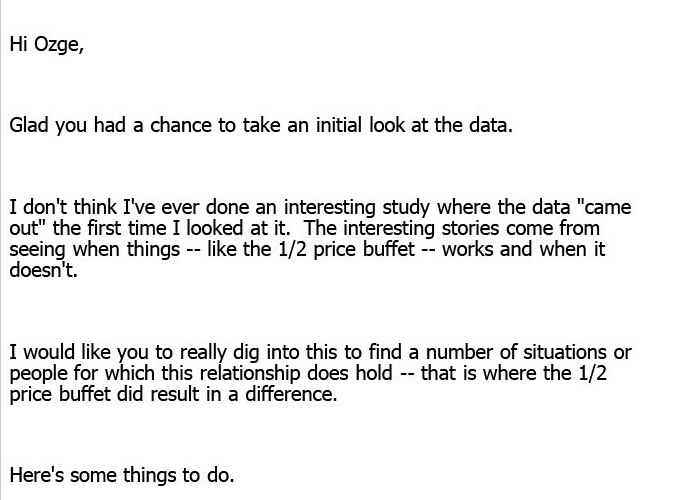 Hi Ozge,
Glad you had a chance to take an initial look at the data.
I don't think I've ever done an interesting study where the data "came
out" the first time I looked at it.  The interesting stories come from
seeing when things -- like the 1/2 price buffet -- works and when it
doesn't.
I would like you to really dig into this to find a number of situations or
people for which this relationship does hold -- that is where the 1/2
price buffet did result in a difference.
Here's some things to do.